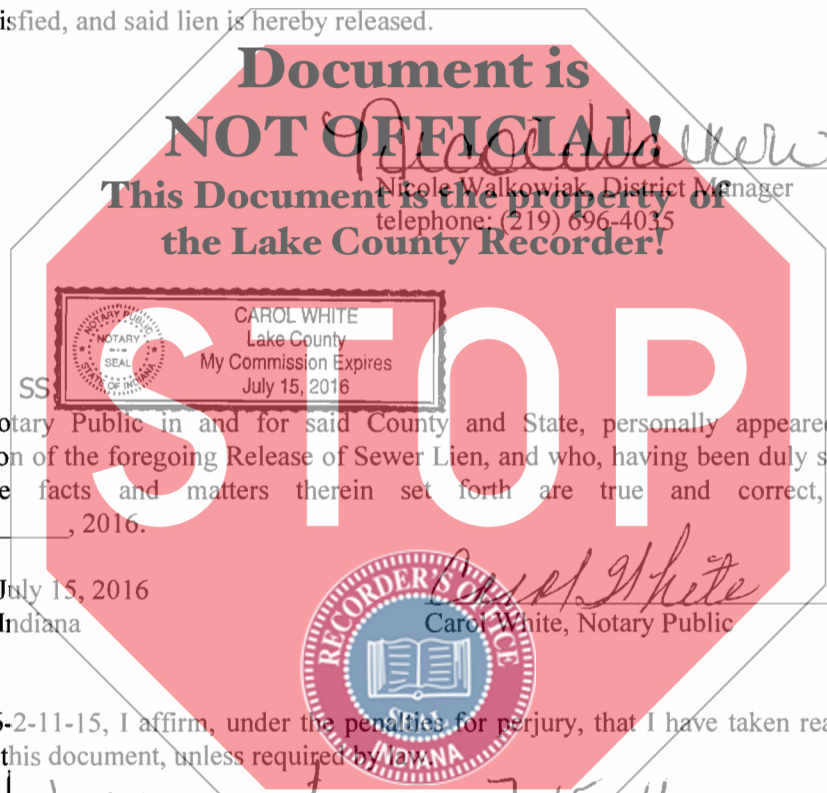 isfied, and said lien is hereby released.
Document is
NOT OFFICIAL!
Nicole Walkowiak
This Document is the property of
Nicole Walkowiak, District Manager
telephone: (219) 696-4035
the Lake County Recorder!
STOP
NOTARY PUBLIC
NOTARY
SEAL
STATE OF INDIANA
CAROL WHITE
Lake County
My Commission Expires
July 15, 2016
SS
otary Public in and for said County and State, personally appeared
on of the foregoing Release of Sewer Lien, and who, having been duly s
e facts and matters therein set forth are true and correct,
, 2016.
July 15, 2016
Indiana
Carol White
Carol White, Notary Public
RECORDER'S OFFICE
SEAL
INDIANA
-2-11-15, I affirm, under the penalties for perjury, that I have taken rea
this document, unless required by law.